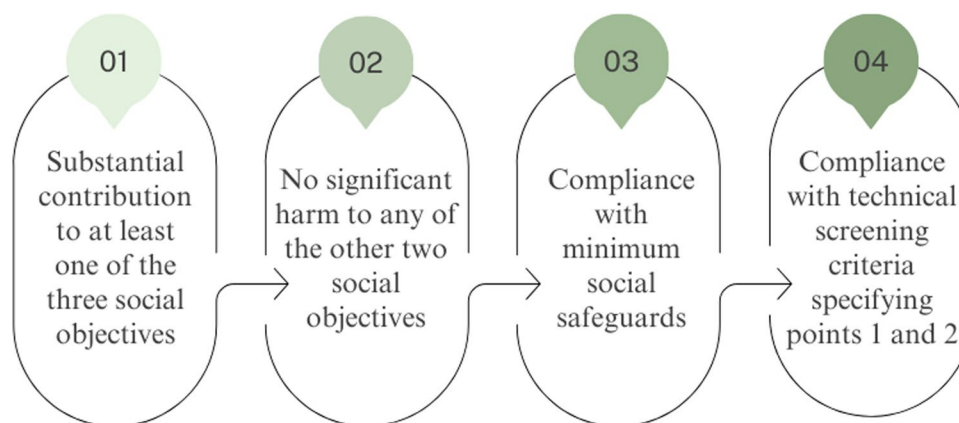 01
Substantial
contribution
to at least
one of the
three social
objectives
02
No significant
harm to any of
the other two
social
objectives
03
Compliance
with
minimum
social
safeguards
04
Compliance
with technical
screening
criteria
specifying
points 1 and 2